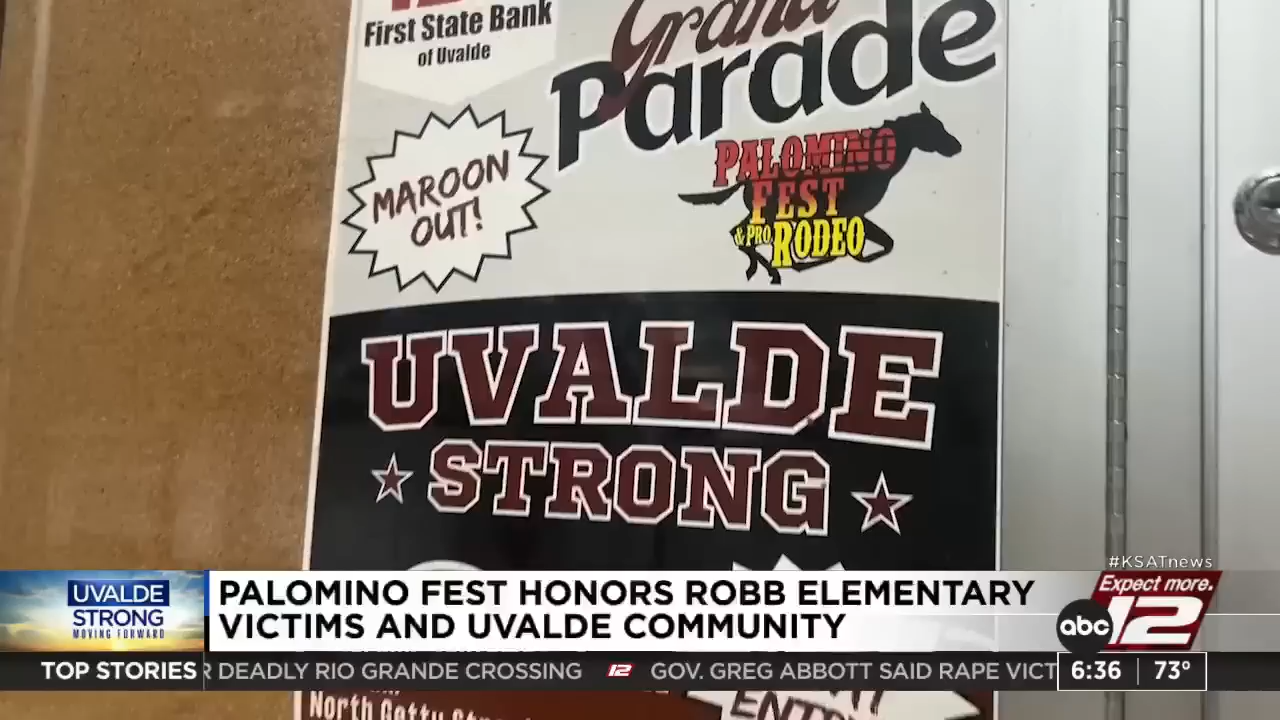 First State Bank
of Uvalde
Grand
Parade
MAROON
OUT!
PALOMINO
FEST
& PRO RODEO
UVALDE
STRONG
#KSATnews
UVALDE
STRONG
MOVING FORWARD
PALOMINO FEST HONORS ROBB ELEMENTARY
VICTIMS AND UVALDE COMMUNITY
Expect more.
abc 12
TOP STORIES
DEADLY RIO GRANDE CROSSING 12 GOV. GREG ABBOTT SAID RAPE VICT
6:36 73°
North Getty